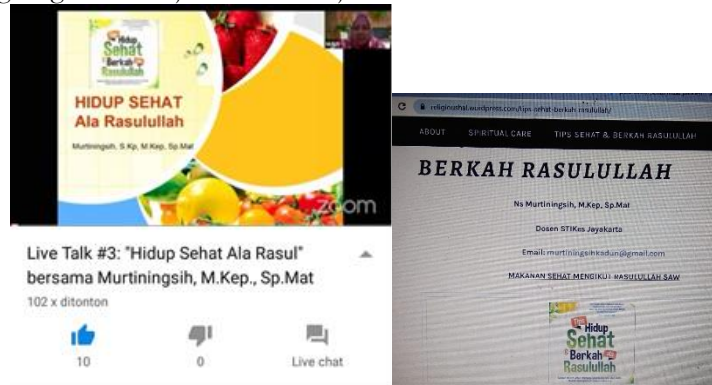 Hidup
Sehat
Berkah
Rasulullah
HIDUP SEHAT
Ala Rasulullah
Murtiningsih, S.Kp, M.Kep, Sp.Mat
zoom
Live Talk #3: "Hidup Sehat Ala Rasul"
bersama Murtiningsih, M.Kep., Sp.Mat
102 x ditonton
10
0
Live chat
ABOUT SPIRITUAL CARE TIPS SEHAT & BERKAH RASULULLAH
BERKAH RASULULLAH
Ns Murtiningsih, M.Kep, Sp.Mat
Dosen STIKes Jayakarta
Email: murtiningsihkadun@gmail.com
MAKANAN SEHAT MENGIKUT RASULULLAH SAW
Tips Hidup
Sehat
Berkah
Rasulullah